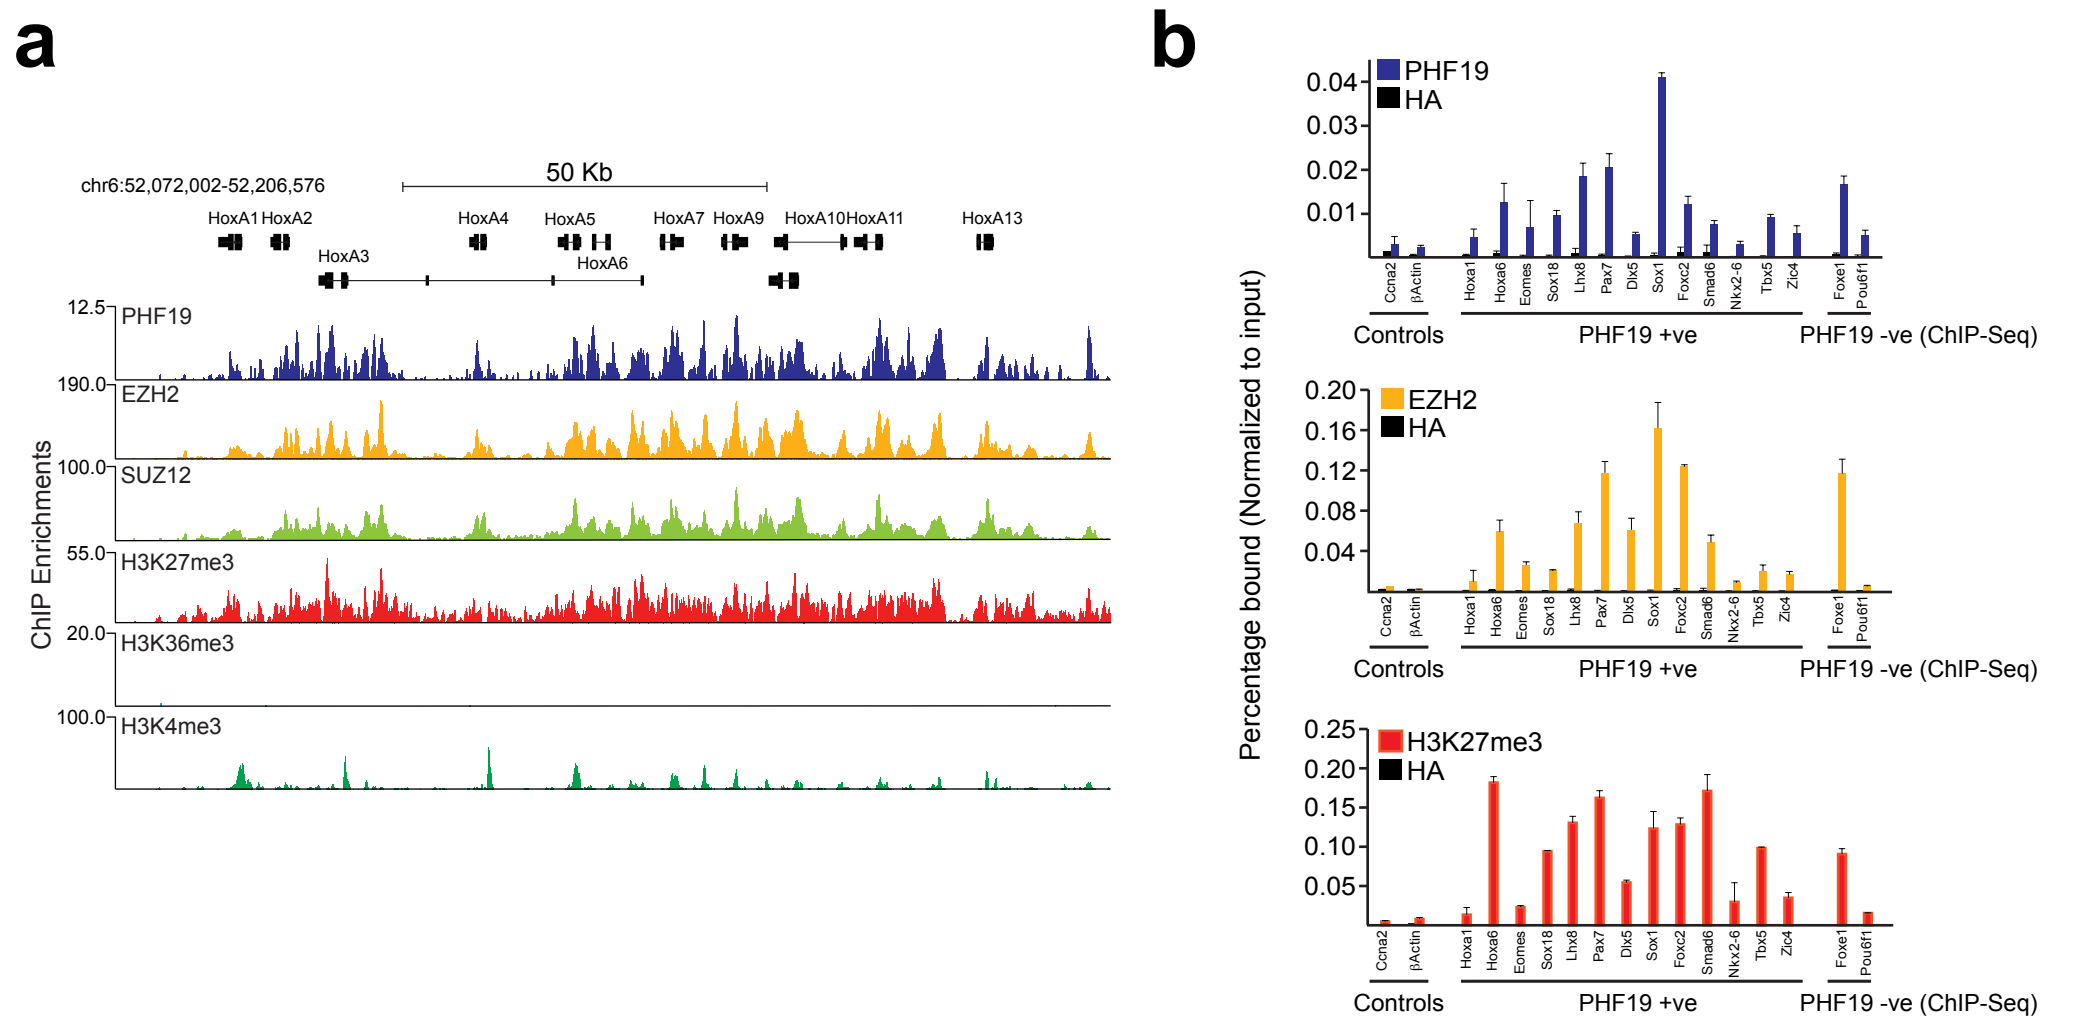 a
chr6:52,072,002-52,206,576
50 Kb
HoxA1 HoxA2 HoxA4 HoxA5 HoxA7 HoxA9 HoxA10 HoxA11 HoxA13
HoxA3 HoxA6
ChIP Enrichments
12.5
PHF19
190.0
EZH2
100.0
SUZ12
55.0
H3K27me3
20.0
H3K36me3
100.0
H3K4me3
b
Percentage bound (Normalized to input)
PHF19
HA
0.04
0.03
0.02
0.01
Ccna2 βActin Hoxa1 Hoxa6 Eomes Sox18 Lhx8 Pax7 Dlx5 Sox1 Foxc2 Smad6 Nkx2-6 Tbx5 Zic4 Foxe1 Pou6f1
Controls PHF19 +ve PHF19 -ve (ChIP-Seq)
EZH2
HA
0.20
0.16
0.12
0.08
0.04
Ccna2 βActin Hoxa1 Hoxa6 Eomes Sox18 Lhx8 Pax7 Dlx5 Sox1 Foxc2 Smad6 Nkx2-6 Tbx5 Zic4 Foxe1 Pou6f1
Controls PHF19 +ve PHF19 -ve (ChIP-Seq)
H3K27me3
HA
0.25
0.20
0.15
0.10
0.05
Ccna2 βActin Hoxa1 Hoxa6 Eomes Sox18 Lhx8 Pax7 Dlx5 Sox1 Foxc2 Smad6 Nkx2-6 Tbx5 Zic4 Foxe1 Pou6f1
Controls PHF19 +ve PHF19 -ve (ChIP-Seq)